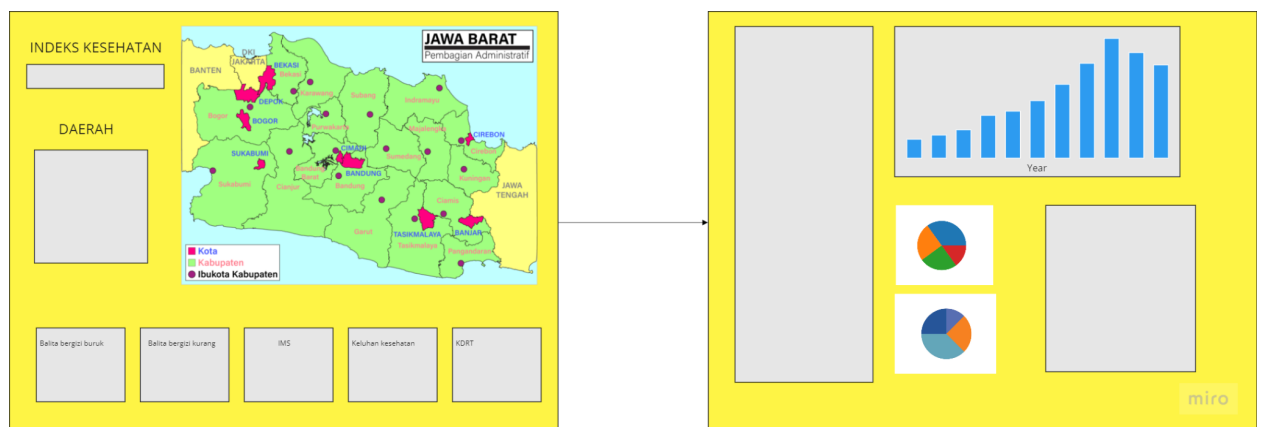 INDEKS KESEHATAN
DAERAH
JAWA BARAT
Pembagian Administratif
DKI
JAKARTA
BANTEN
BEKASI
Bekasi
Karawang
Subang
Indramayu
DEPOK
Bogor
BOGOR
Purwakarta
Majalengka
CIREBON
Cirebon
SUKABUMI
CIMAHI
Sumedang
Bandung
Barat
BANDUNG
Bandung
Kuningan
Sukabumi
Cianjur
JAWA
TENGAH
Ciamis
Garut
TASIKMALAYA
BANJAR
Tasikmalaya
Pangandaran
Kota
Kabupaten
Ibukota Kabupaten
Balita bergizi buruk
Balita bergizi kurang
IMS
Keluhan kesehatan
KDRT
Year
miro